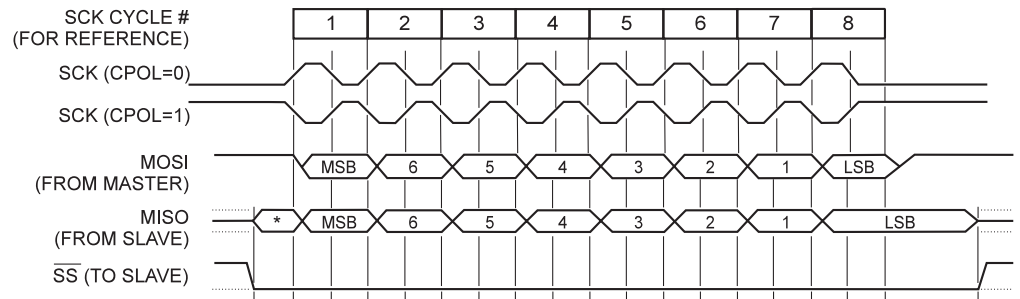 SCK CYCLE # 1 2 3 4 5 6 7 8
(FOR REFERENCE)
SCK (CPOL=0)
SCK (CPOL=1)
MOSI MSB 6 5 4 3 2 1 LSB
(FROM MASTER)
MISO * MSB 6 5 4 3 2 1 LSB
(FROM SLAVE)
SS (TO SLAVE)